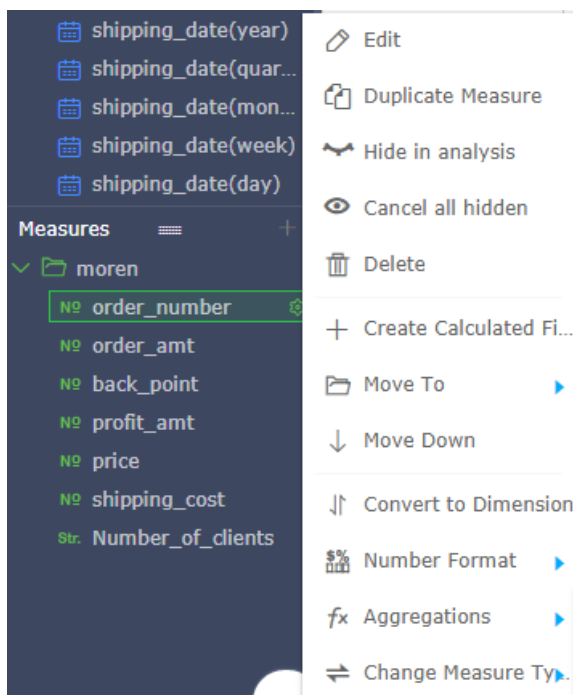 shipping_date(year)
shipping_date(quar...
shipping_date(mon...
shipping_date(week)
shipping_date(day)
Measures
moren
Nº order_number
Nº order_amt
Nº back_point
Nº profit_amt
Nº price
Nº shipping_cost
Str. Number_of_clients
Edit
Duplicate Measure
Hide in analysis
Cancel all hidden
Delete
Create Calculated Fi...
Move To
Move Down
Convert to Dimension
$% Number Format
fx Aggregations
Change Measure Ty...